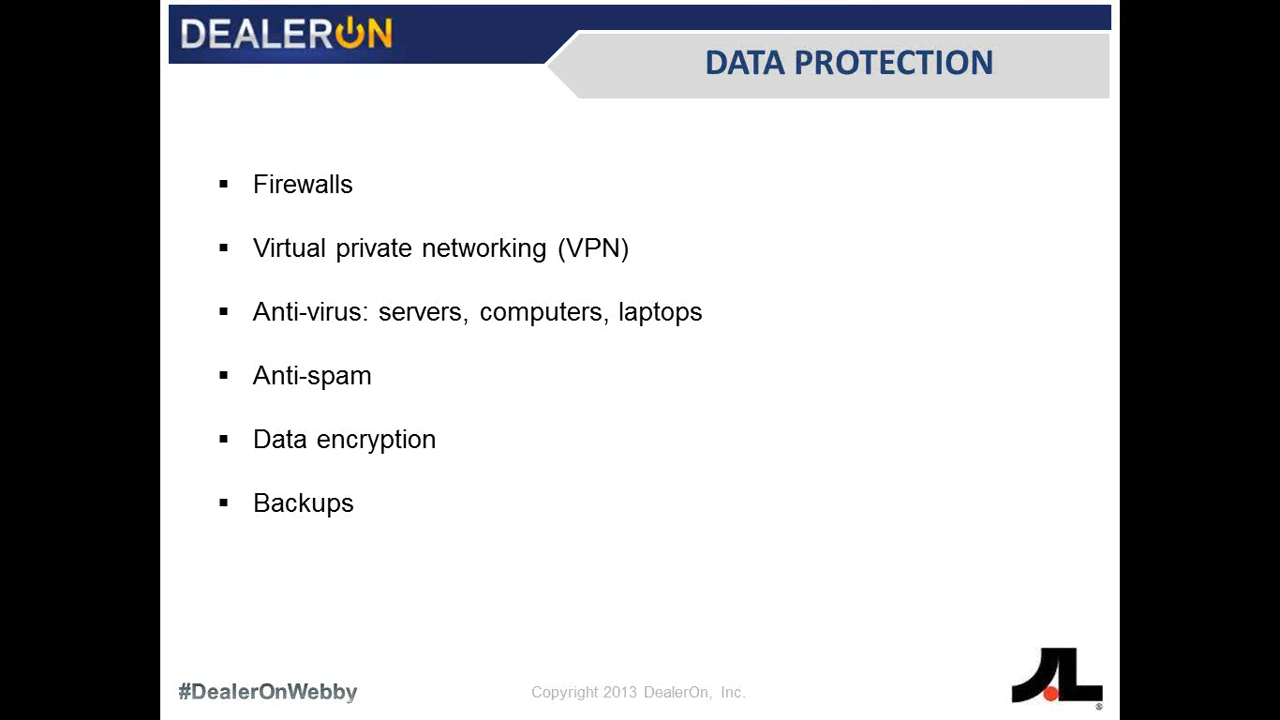 DEALERON
DATA PROTECTION
▪ Firewalls
▪ Virtual private networking (VPN)
▪ Anti-virus: servers, computers, laptops
▪ Anti-spam
▪ Data encryption
▪ Backups
#DealerOnWebby
Copyright 2013 DealerOn, Inc.
JL
®